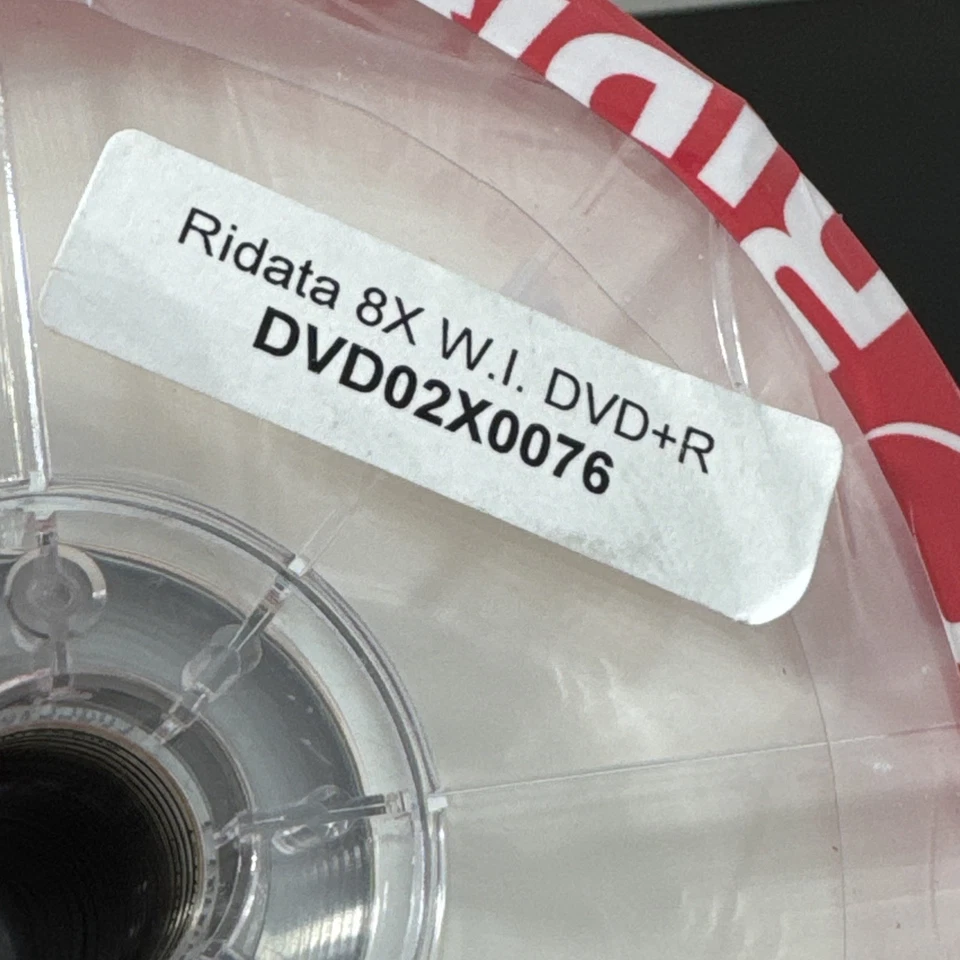 Ridata 8X W.I. DVD+R
DVD02X0076